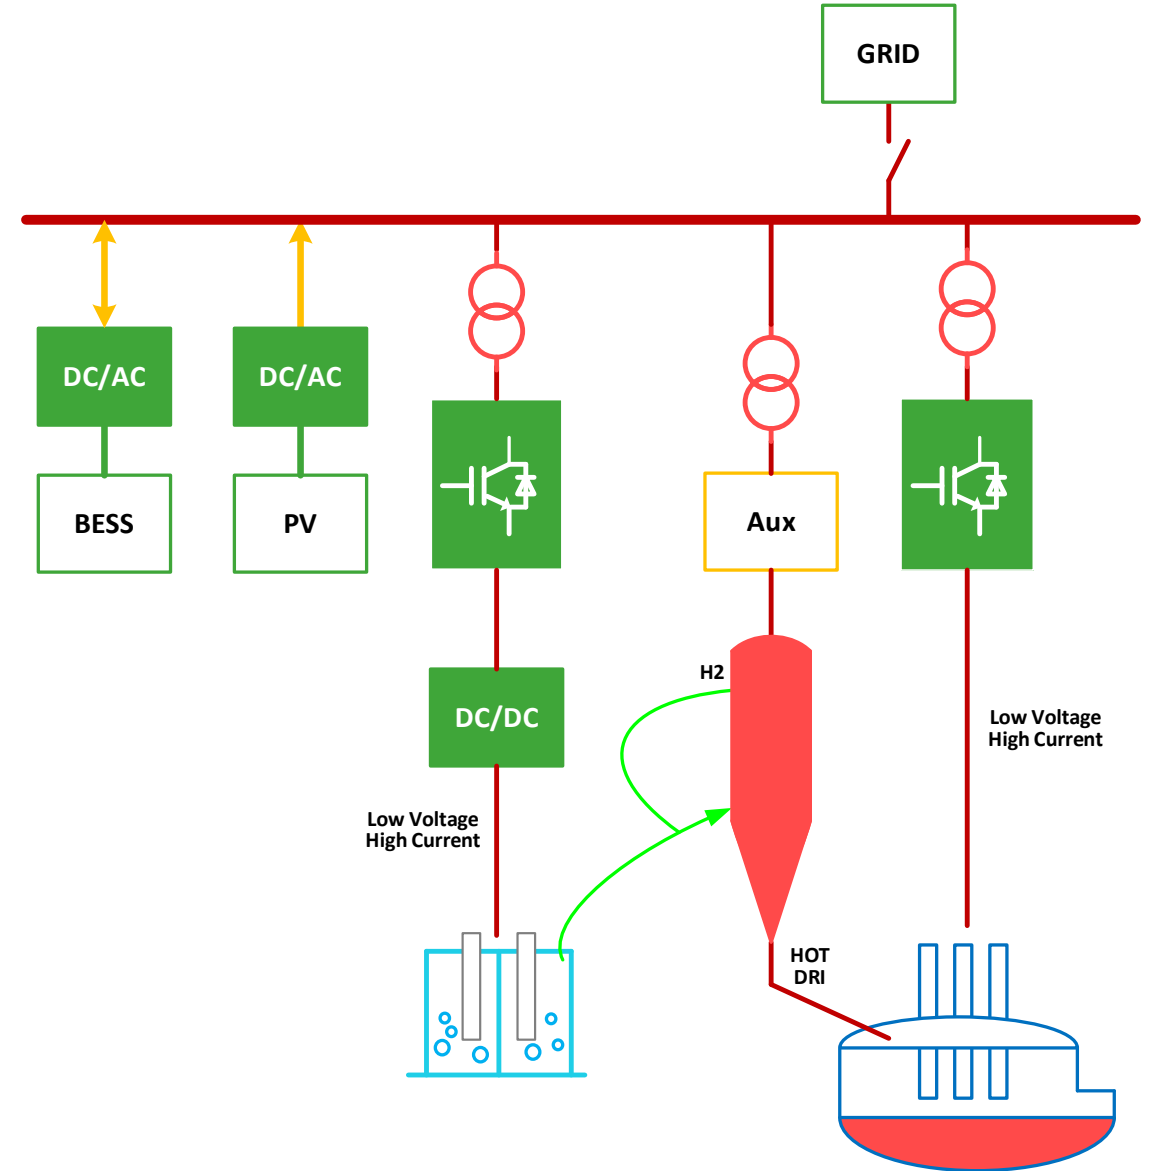 GRID
DC/AC
DC/AC
BESS
PV
Aux
H2
DC/DC
Low Voltage
High Current
Low Voltage
High Current
HOT
DRI